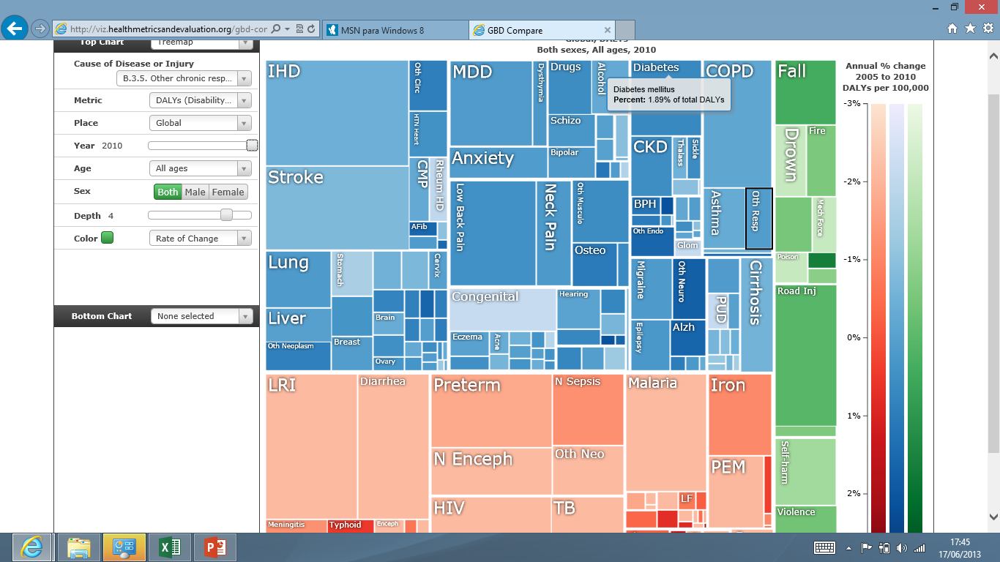 http://viz.healthmetricsandevaluation.org/gbd-cor
MSN para Windows 8
GBD Compare
Top Chart
Treemap
Both sexes, All ages, 2010
Cause of Disease or Injury
B.3.5. Other chronic resp...
Metric
DALYs (Disability...
Place
Global
Year
2010
Age
All ages
Sex
Both
Male
Female
Depth
4
Color
Rate of Change
Bottom Chart
None selected
IHD
Oth Circ
HTN Heart
Stroke
CMP
Rheum HD
AFib
MDD
Dysthymia
Drugs
Alcohol
Schizo
Anxiety
Bipolar
Diabetes
Diabetes mellitus
Percent: 1.89% of total DALYs
COPD
CKD
Thalass
Sickle
Low Back Pain
Neck Pain
Oth Musculo
Osteo
BPH
Oth Endo
Glom
Asthma
Oth Resp
Lung
Stomach
Cervix
Liver
Brain
Oth Neoplasm
Breast
Ovary
Congenital
Hearing
Eczema
Acne
Migraine
Oth Neuro
Epilepsy
Alzh
PUD
Cirrhosis
Fall
Drown
Fire
Mech Force
Poison
Road Inj
Self-harm
Violence
LRI
Diarrhea
Meningitis
Typhoid
Enceph
Preterm
N Sepsis
N Enceph
Oth Neo
HIV
TB
Malaria
LF
Iron
PEM
Annual % change
2005 to 2010
DALYs per 100,000
-3%
-2%
-1%
0%
1%
2%
17:45
17/06/2013